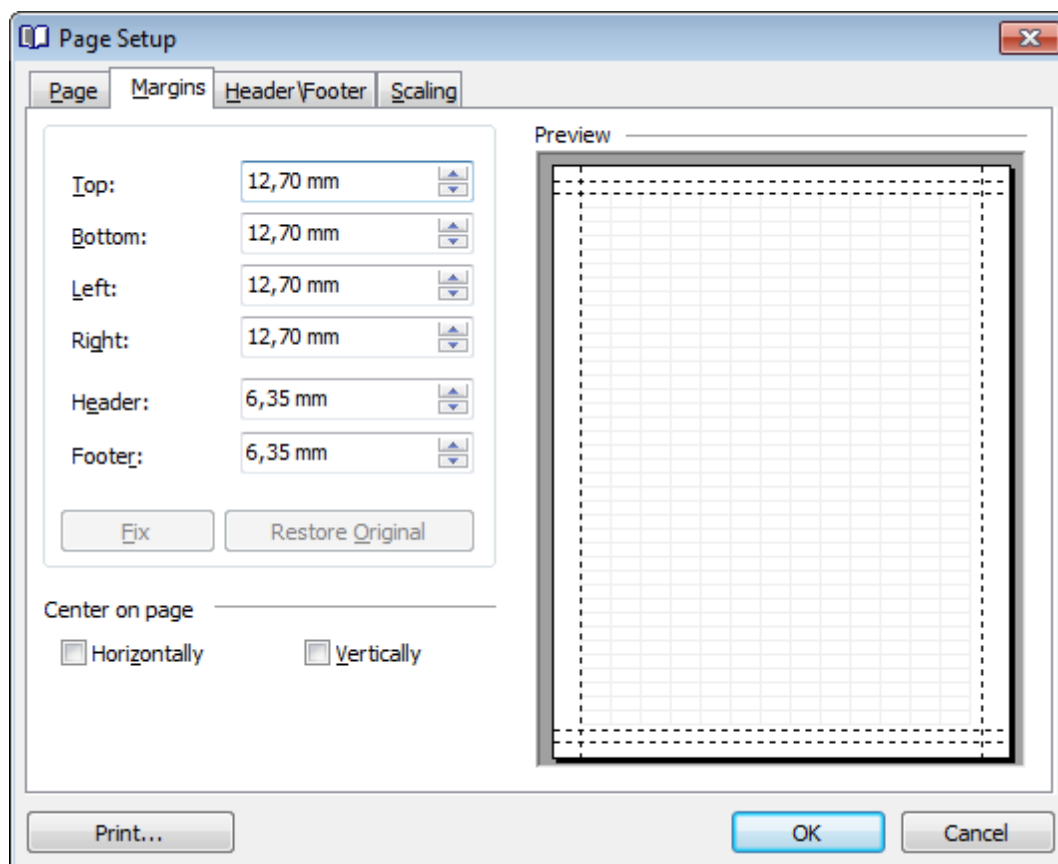 Page Setup
Page Margins Header\Footer Scaling
Top: 12,70 mm
Bottom: 12,70 mm
Left: 12,70 mm
Right: 12,70 mm
Header: 6,35 mm
Footer: 6,35 mm
Fix Restore Original
Center on page
Horizontally Vertically
Preview
Print... OK Cancel